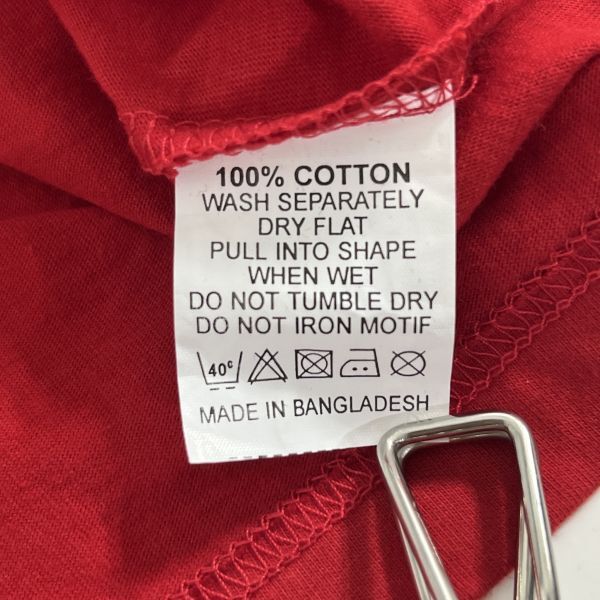 100% COTTON
WASH SEPARATELY
DRY FLAT
PULL INTO SHAPE
WHEN WET
DO NOT TUMBLE DRY
DO NOT IRON MOTIF
40°
MADE IN BANGLADESH